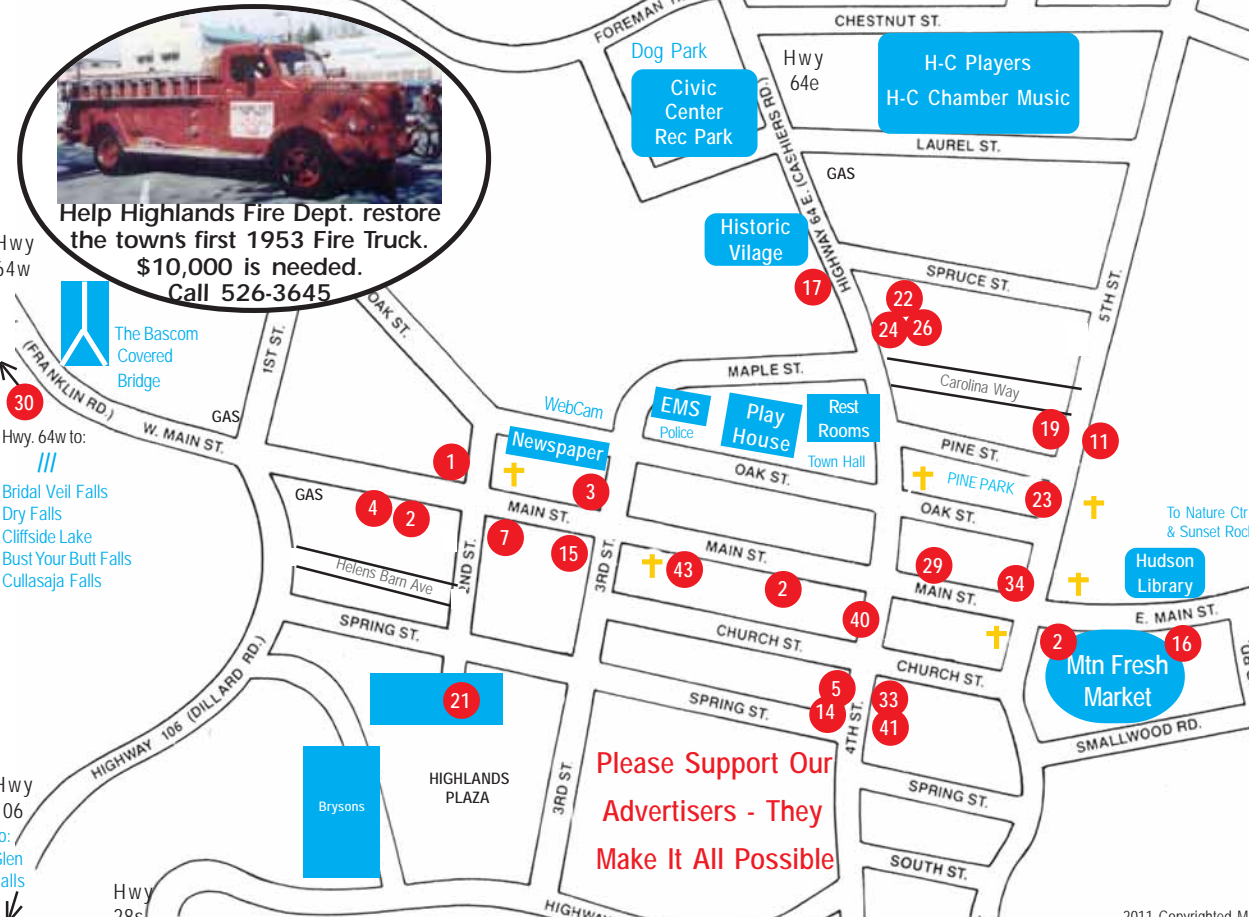 Help Highlands Fire Dept. restore
the town's first 1953 Fire Truck.
$10,000 is needed.
Call 526-3645
FOREMAN
CHESTNUT ST.
Dog Park
Civic
Center
Rec Park
Hwy
64e
H-C Players
H-C Chamber Music
LAUREL ST.
HIGHWAY 64 E. (CASHIERS RD.)
GAS
Historic
Vilage
17
SPRUCE ST.
5TH ST.
22
24
26
Carolina Way
Hwy
64w
The Bascom
Covered
Bridge
1ST ST.
OAK ST.
(FRANKLIN RD.)
30
GAS
W. MAIN ST.
Hwy. 64w to:
///
Bridal Veil Falls
Dry Falls
Cliffside Lake
Bust Your Butt Falls
Cullasaja Falls
MAPLE ST.
WebCam
Newspaper
EMS
Police
Play
House
Rest
Rooms
Town Hall
OAK ST.
PINE ST.
19
11
PINE PARK
23
OAK ST.
To Nature Ctr
& Sunset Rock
1
3
GAS
4
2
MAIN ST.
7
15
2ND ST.
3RD ST.
Helens Barn Ave
MAIN ST.
43
2
29
34
MAIN ST.
Hudson
Library
E. MAIN ST.
40
SPRING ST.
CHURCH ST.
CHURCH ST.
2
16
Mtn Fresh
Market
SMALLWOOD RD.
HIGHWAY 106 (DILLARD RD.)
21
SPRING ST.
5
14
4TH ST.
33
41
Brysons
HIGHLANDS
PLAZA
3RD ST.
Please Support Our
Advertisers - They
Make It All Possible
SPRING ST.
SOUTH ST.
Hwy
106
to:
Glen
Falls
Hwy
28s
HIGHWAY
2011 Copyrighted